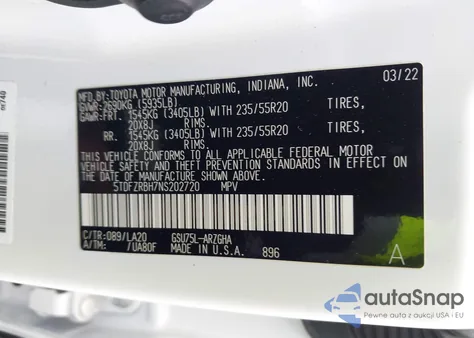 MFD.BY:TOYOTA MOTOR MANUFACTURING, INDIANA, INC. 03/22
GVWR: 2690KG (5935LB)
GAWR:FRT. 1545KG (3405LB) WITH 235/55R20 TIRES,
20X8J RIMS.
RR. 1545KG (3405LB) WITH 235/55R20 TIRES,
20X8J RIMS.
THIS VEHICLE CONFORMS TO ALL APPLICABLE FEDERAL MOTOR
VEHICLE SAFETY AND THEFT PREVENTION STANDARDS IN EFFECT
ON THE DATE OF MANUFACTURE SHOWN ABOVE.
5TDFZRBH7NS202720 MPV
C/TR:089/LA20 GSU75L-ARZGHA
A/TM: /UA80F MADE IN U.S.A. 896
A
autoSnap
Pewne auta z aukcji USA - EU